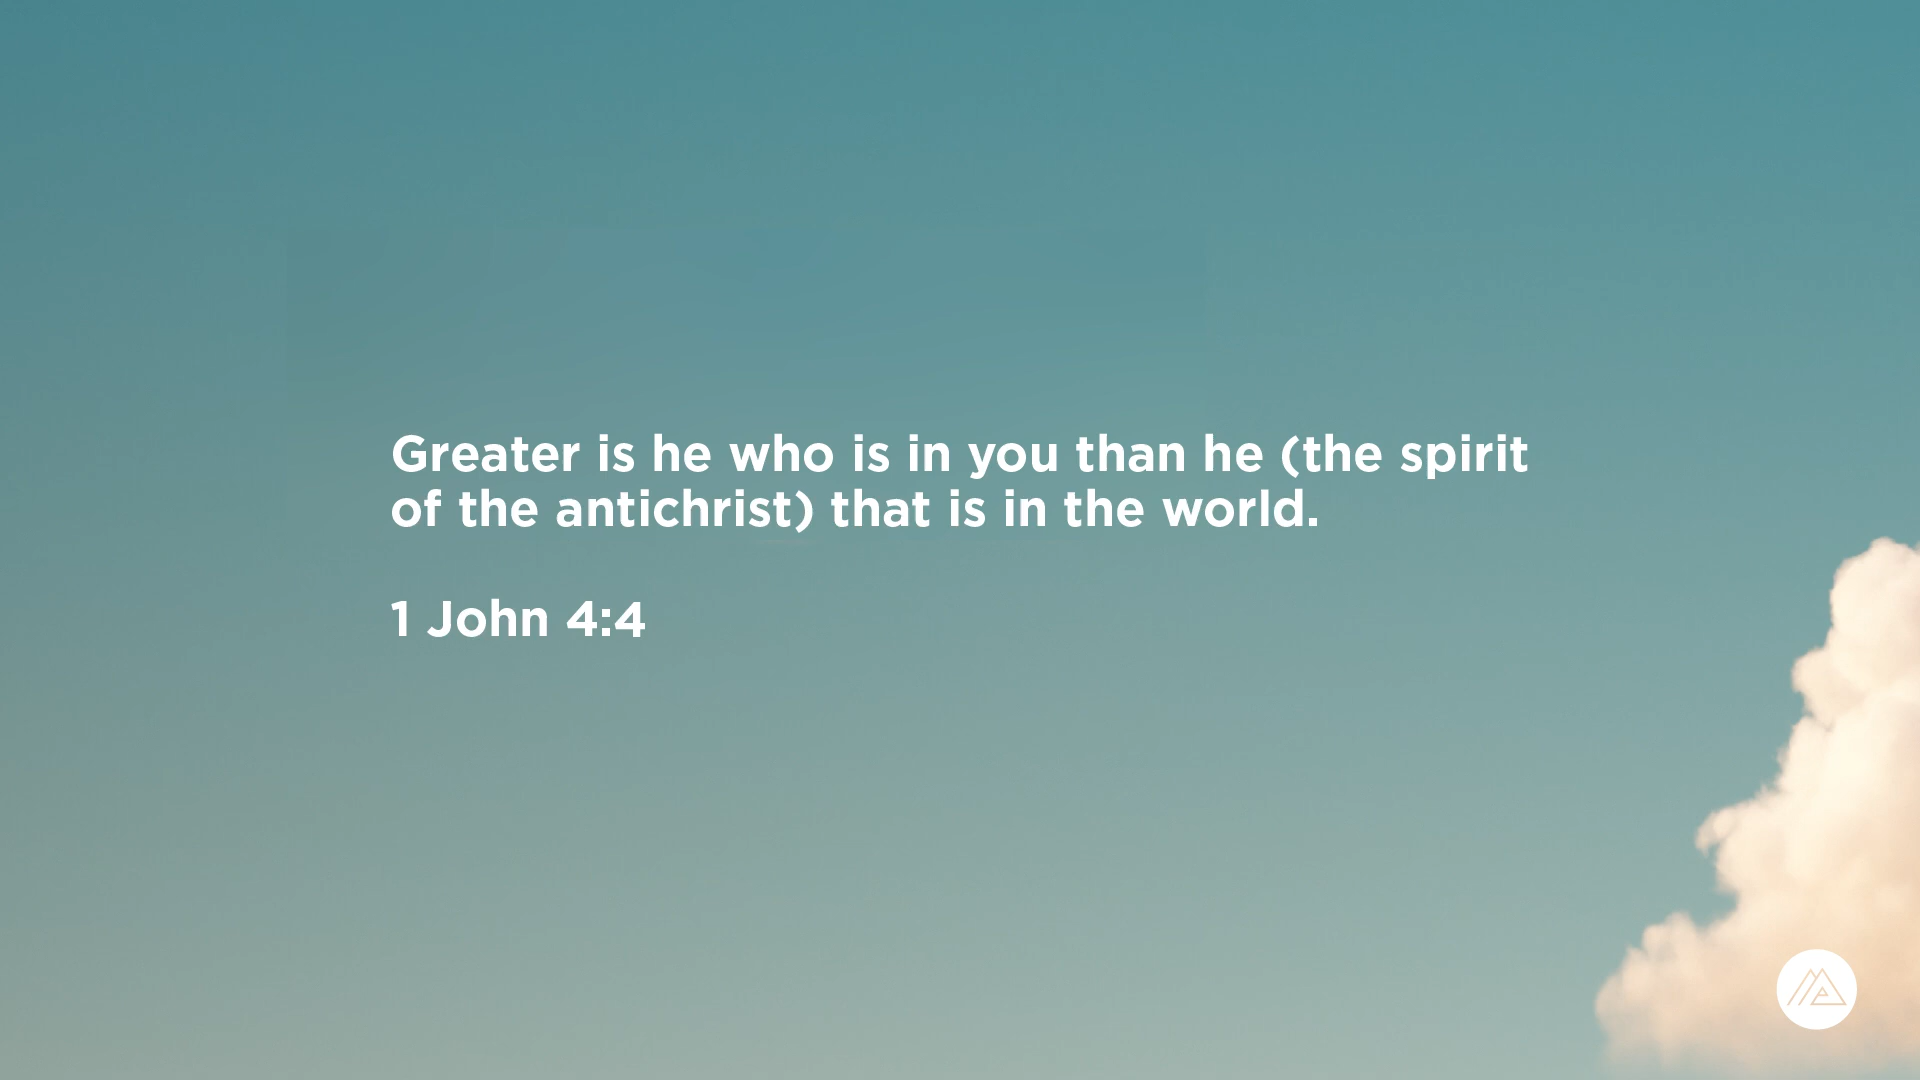 Greater is he who is in you than he (the spirit
of the antichrist) that is in the world.
1 John 4:4